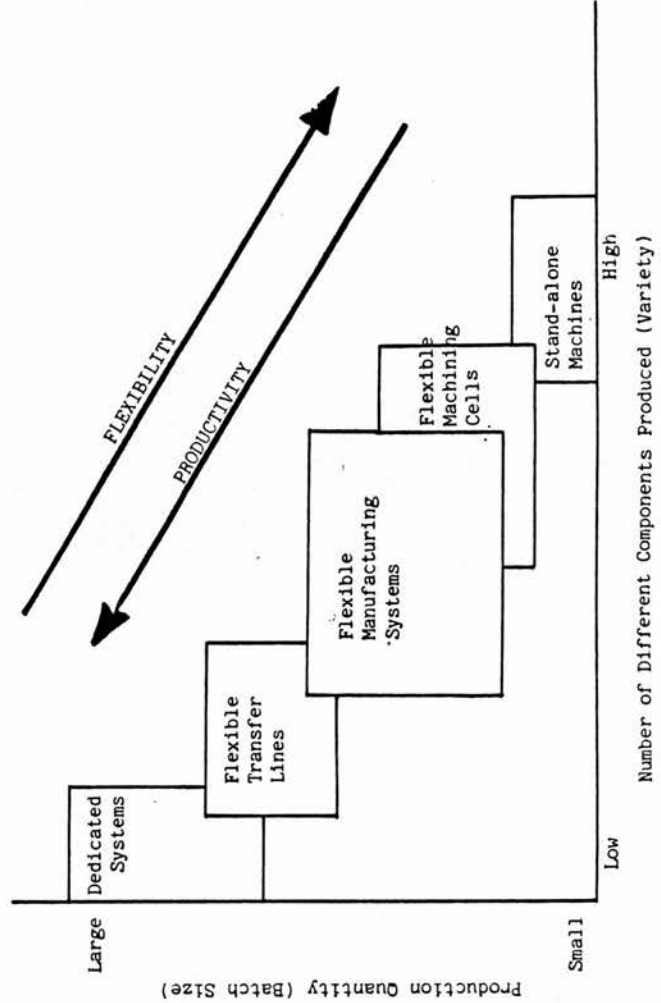 FLEXIBILITY
PRODUCTIVITY
Production Quantity (Batch Size)
Large
Small
Dedicated
Systems
Flexible
Transfer
Lines
Flexible
Manufacturing
Systems
Flexible
Machining
Cells
Stand-alone
Machines
Low
High
Number of Different Components Produced (Variety)